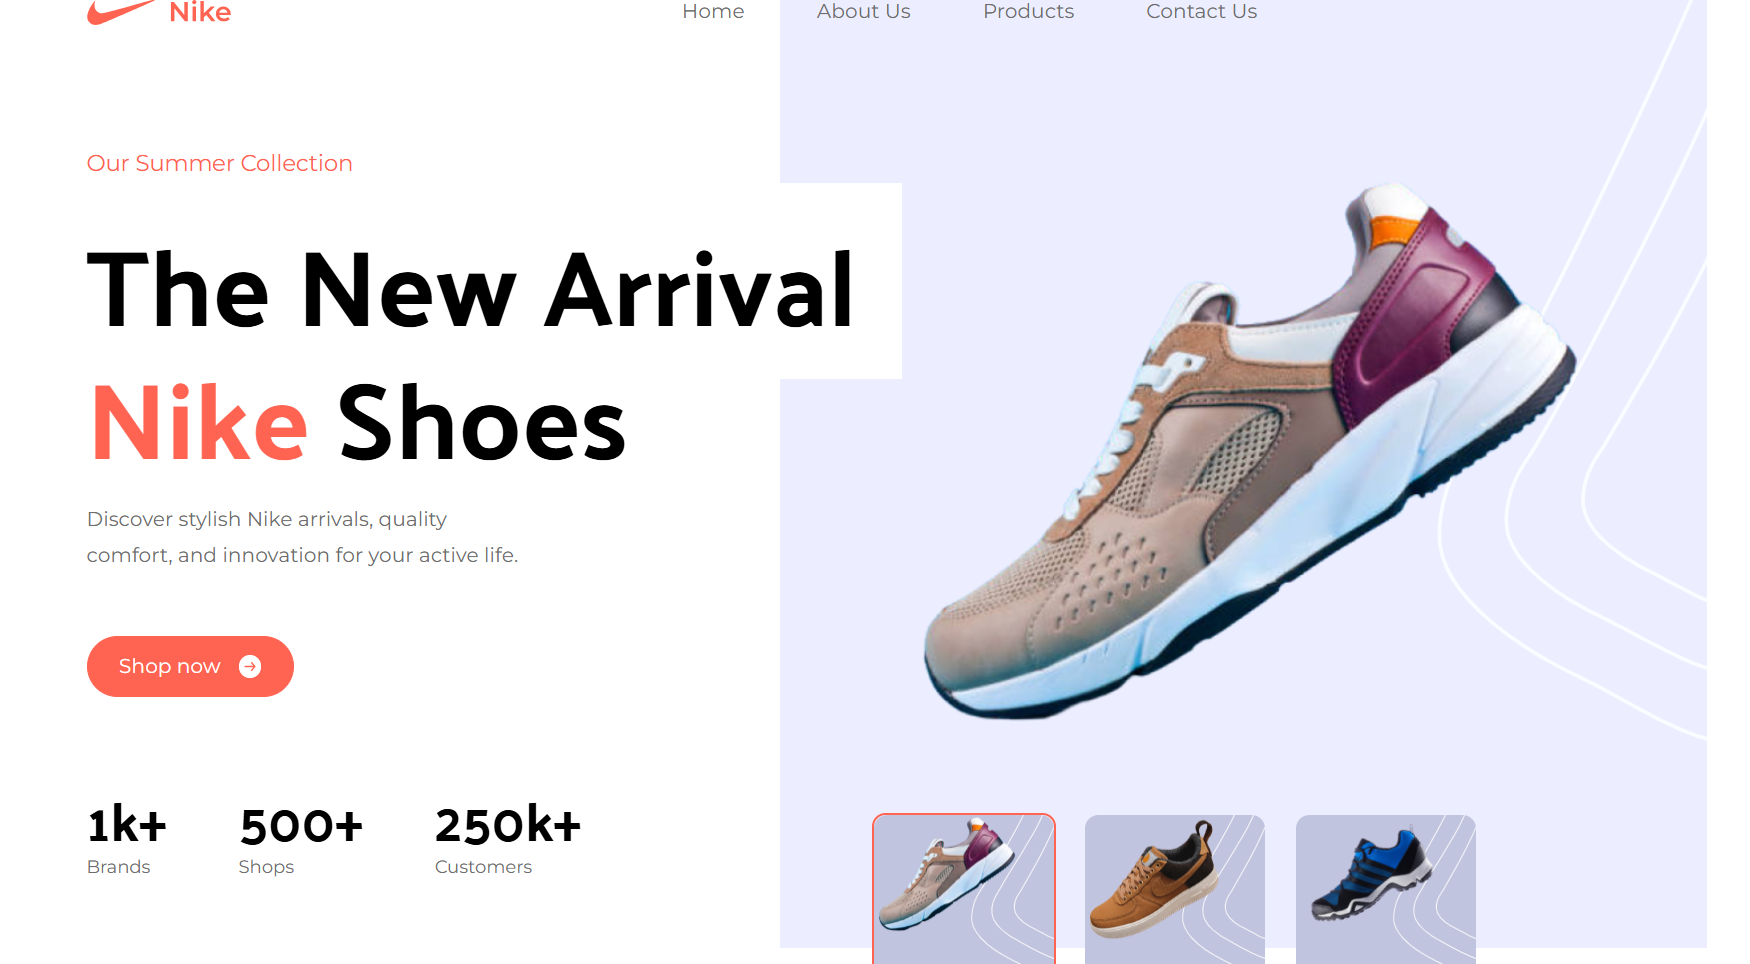 Nike
Home About Us Products Contact Us
Our Summer Collection
The New Arrival
Nike Shoes
Discover stylish Nike arrivals, quality
comfort, and innovation for your active life.
Shop now
1k+ 500+ 250k+
Brands Shops Customers